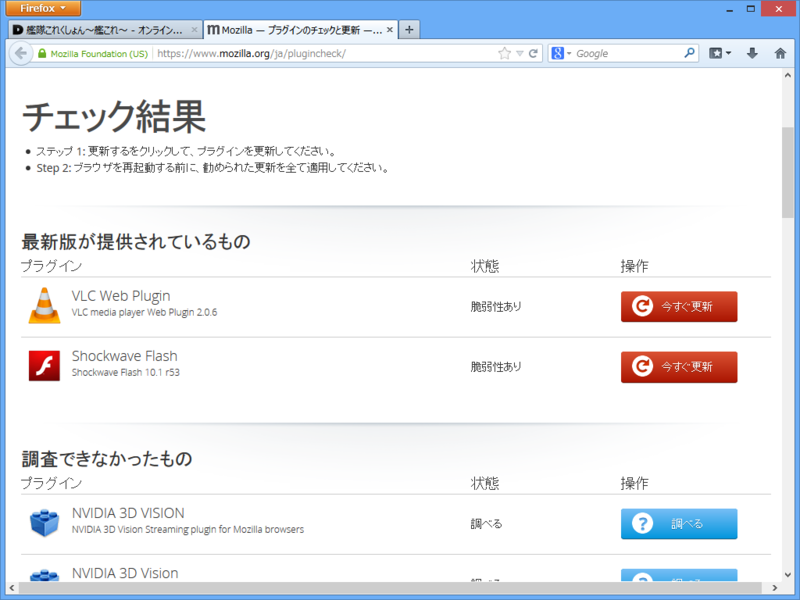 Firefox
艦隊これくしょん～艦これ～ - オンライン...
Mozilla — プラグインのチェックと更新 —...
Mozilla Foundation (US)
https://www.mozilla.org/ja/plugincheck/
Google
チェック結果
ステップ 1: 更新するをクリックして、プラグインを更新してください。
Step 2: ブラウザを再起動する前に、勧められた更新を全て適用してください。
最新版が提供されているもの
プラグイン 状態 操作
VLC Web Plugin
VLC media player Web Plugin 2.0.6
脆弱性あり
今すぐ更新
Shockwave Flash
Shockwave Flash 10.1 r53
脆弱性あり
今すぐ更新
調査できなかったもの
プラグイン 状態 操作
NVIDIA 3D VISION
NVIDIA 3D Vision Streaming plugin for Mozilla browsers
調べる
調べる
NVIDIA 3D Vision